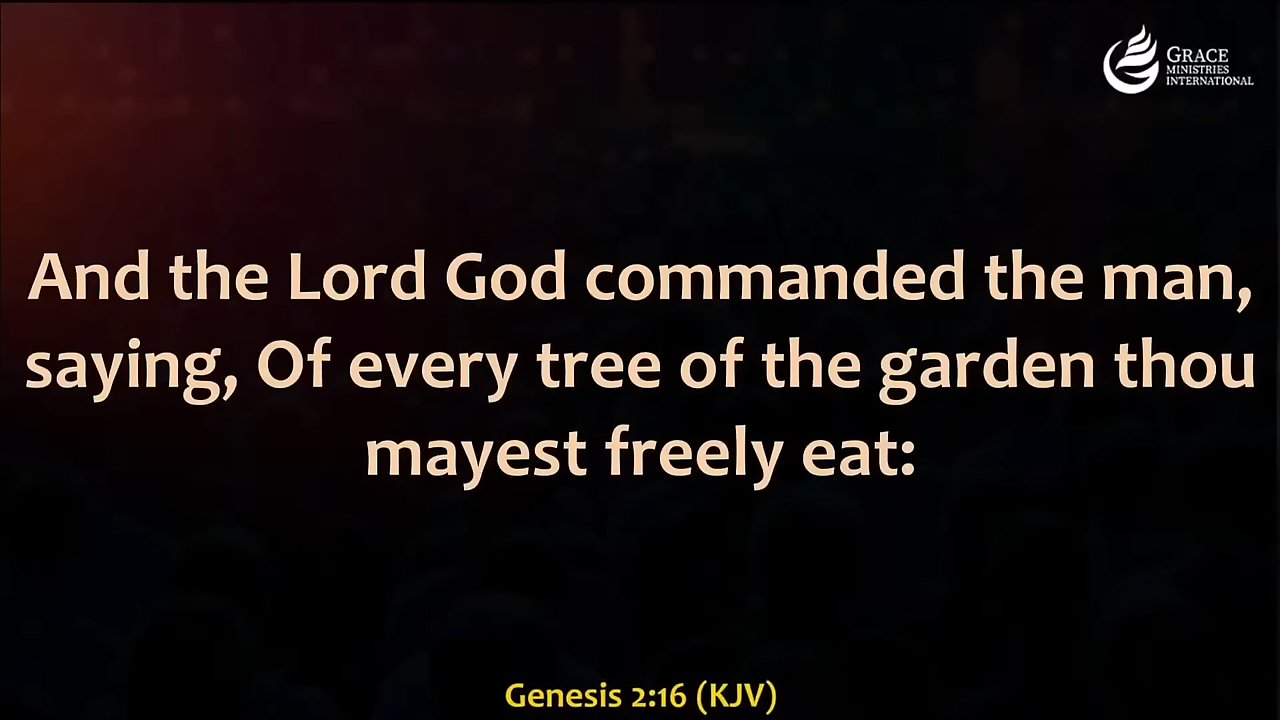 GRACE
MINISTRIES
INTERNATIONAL
And the Lord God commanded the man,
saying, Of every tree of the garden thou
mayest freely eat:
Genesis 2:16 (KJV)